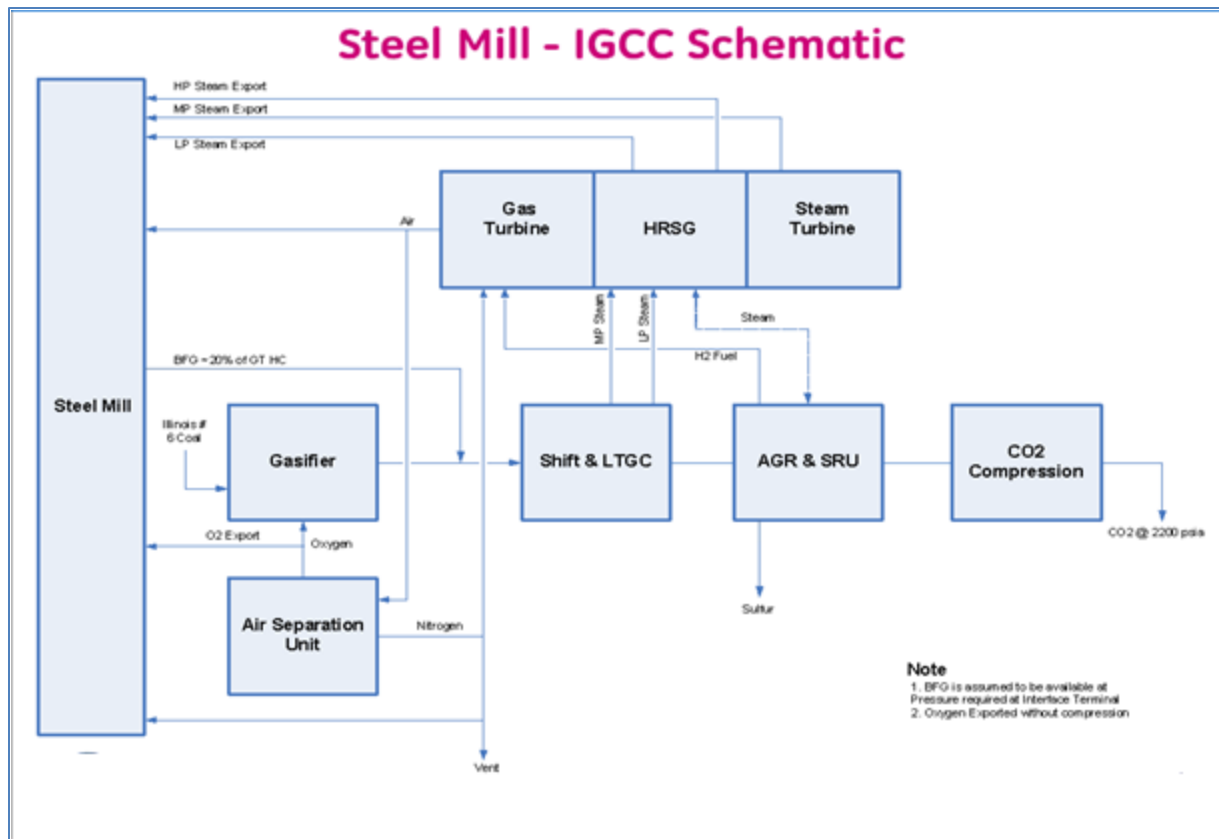 Steel Mill - IGCC Schematic
HP Steam Export
MP Steam Export
LP Steam Export
Gas
Turbine
HRSG
Steam
Turbine
Air
MP Steam
LP Steam
Steam
H2 Fuel
BFG ~20% of GT HC
Steel Mill
Illinois #
6 Coal
Gasifier
Shift & LTGC
AGR & SRU
CO2
Compression
O2 Export
Oxygen
CO2 @ 2200 psia
Air Separation
Unit
Nitrogen
Sulfur
Note
1. BFG is assumed to be available at
Pressure required at Interface Terminal
2. Oxygen Exported without compression
Vent